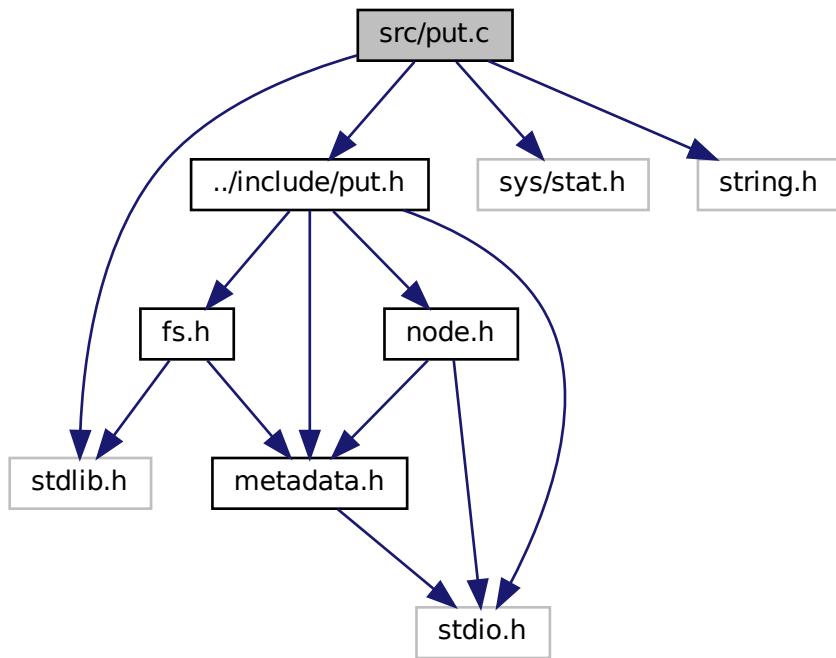 src/put.c
../include/put.h
sys/stat.h
string.h
fs.h
node.h
stdlib.h
metadata.h
stdio.h